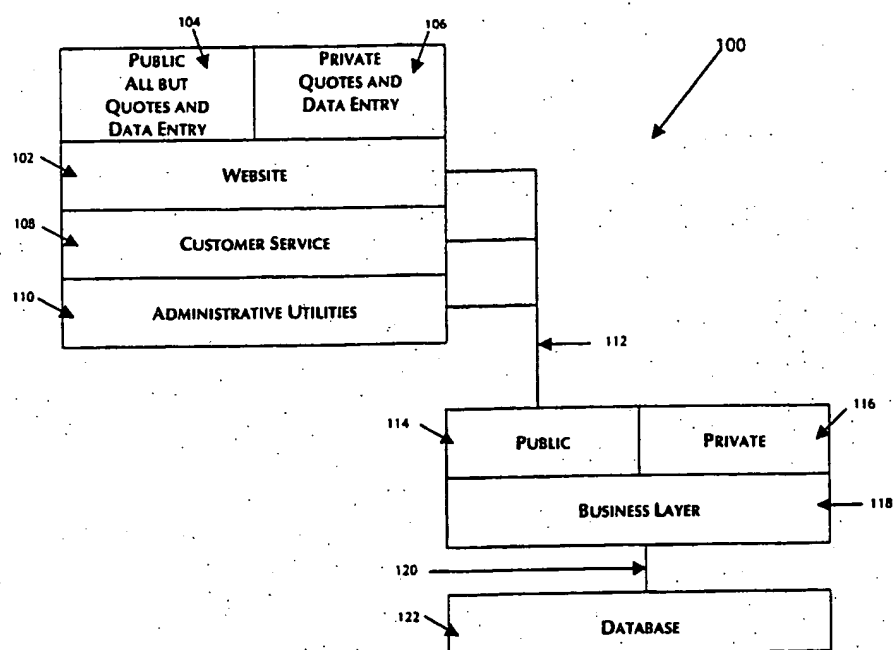 104
106
100
PUBLIC
ALL BUT
QUOTES AND
DATA ENTRY
PRIVATE
QUOTES AND
DATA ENTRY
102
WEBSITE
108
CUSTOMER SERVICE
110
ADMINISTRATIVE UTILITIES
112
114
PUBLIC
PRIVATE
116
BUSINESS LAYER
118
120
122
DATABASE